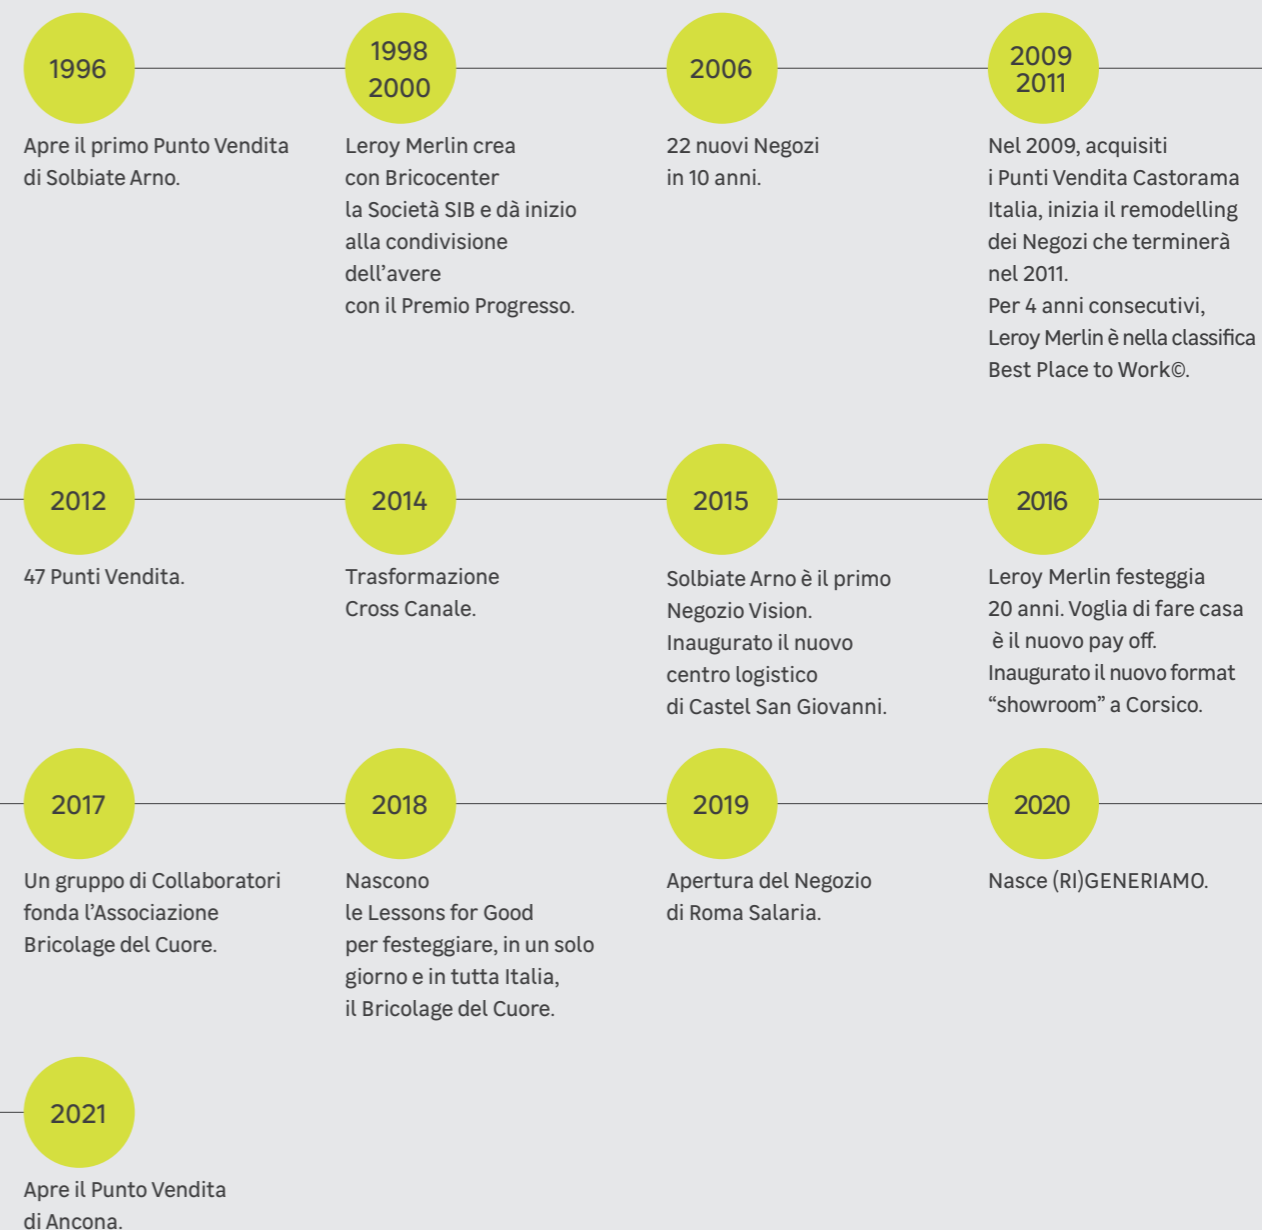 1996
Apre il primo Punto Vendita
di Solbiate Arno.
1998
2000
Leroy Merlin crea
con Bricocenter
la Società SIB e dà inizio
alla condivisione
dell’avere
con il Premio Progresso.
2006
22 nuovi Negozi
in 10 anni.
2009
2011
Nel 2009, acquisiti
i Punti Vendita Castorama
Italia, inizia il remodelling
dei Negozi che terminerà
nel 2011.
Per 4 anni consecutivi,
Leroy Merlin è nella classifica
Best Place to Work©.
2012
47 Punti Vendita.
2014
Trasformazione
Cross Canale.
2015
Solbiate Arno è il primo
Negozio Vision.
Inaugurato il nuovo
centro logistico
di Castel San Giovanni.
2016
Leroy Merlin festeggia
20 anni. Voglia di fare casa
è il nuovo pay off.
Inaugurato il nuovo format
“showroom” a Corsico.
2017
Un gruppo di Collaboratori
fonda l’Associazione
Bricolage del Cuore.
2018
Nascono
le Lessons for Good
per festeggiare, in un solo
giorno e in tutta Italia,
il Bricolage del Cuore.
2019
Apertura del Negozio
di Roma Salaria.
2020
Nasce (RI)GENERIAMO.
2021
Apre il Punto Vendita
di Ancona.